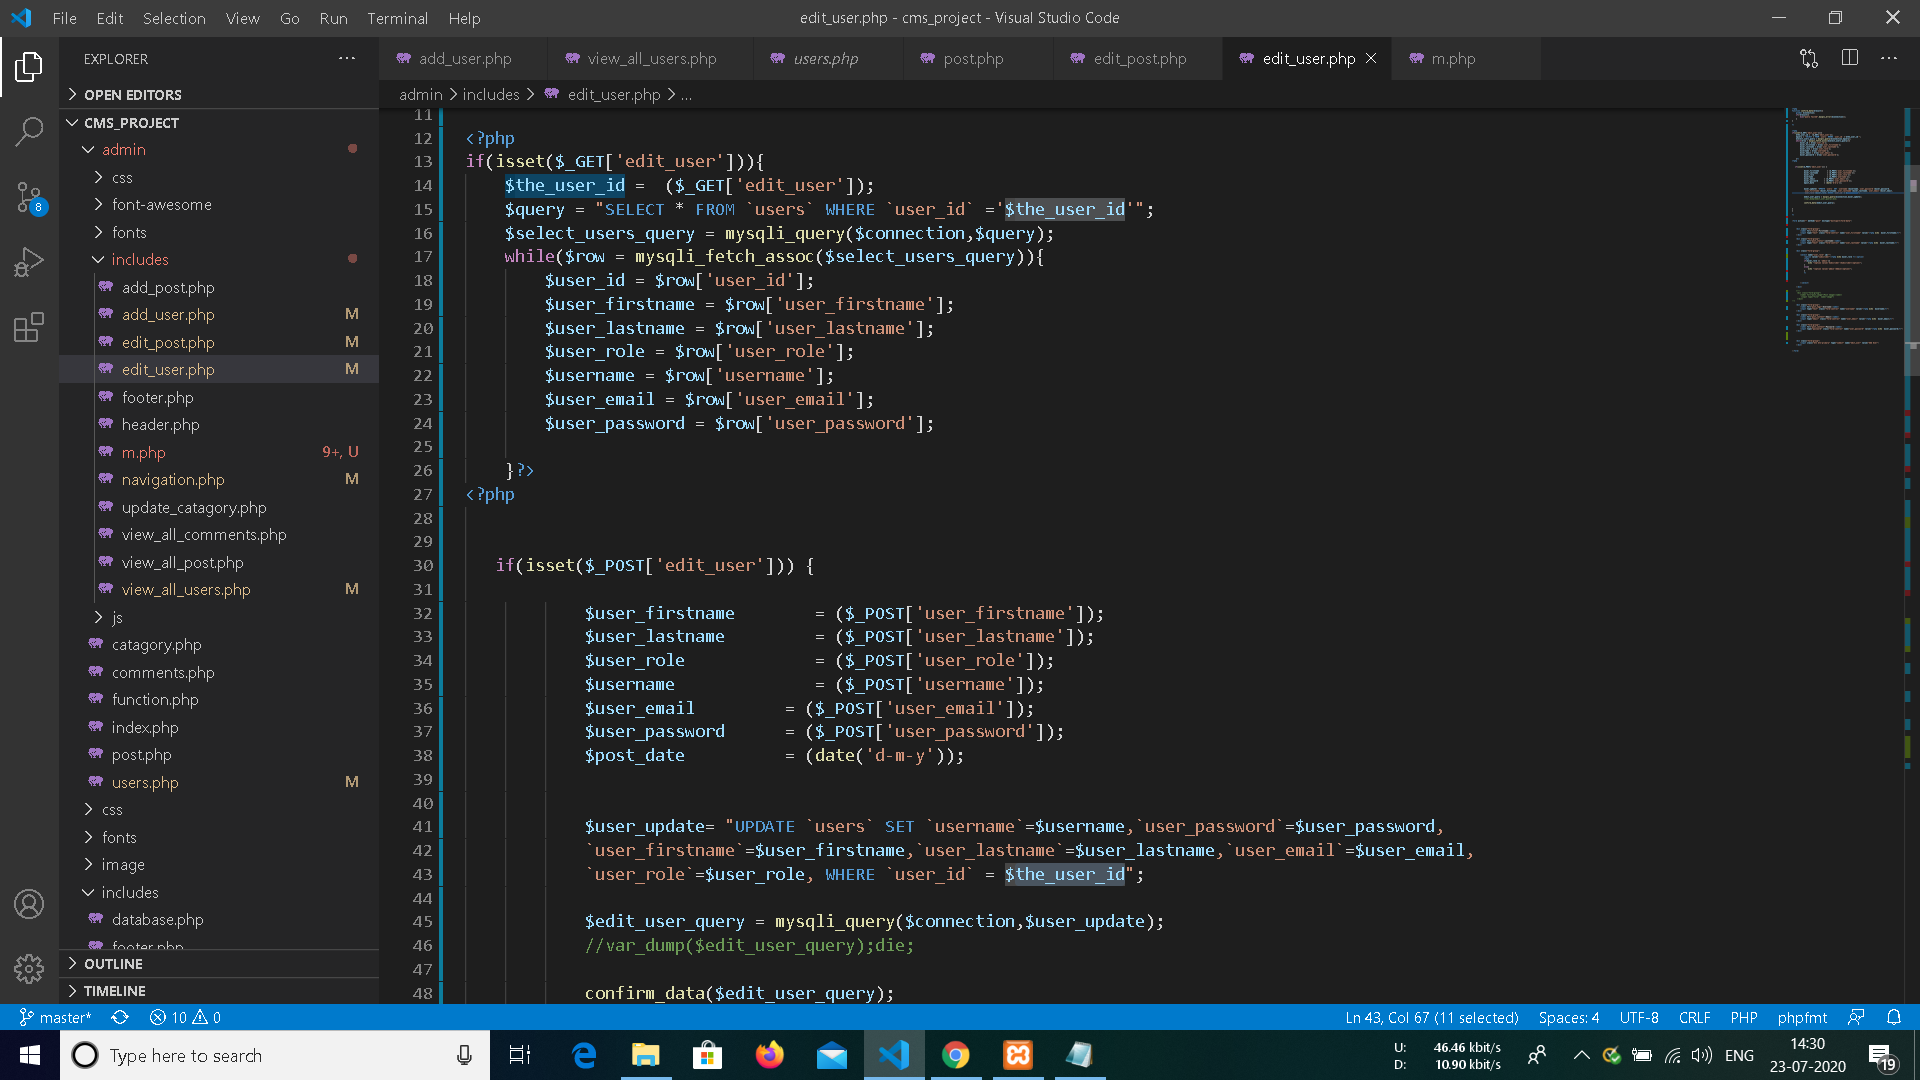 File Edit Selection View Go Run Terminal Help
edit_user.php - cms_project - Visual Studio Code
EXPLORER
add_user.php view_all_users.php users.php post.php edit_post.php edit_user.php m.php
OPEN EDITORS
admin > includes > edit_user.php > ...
CMS_PROJECT
admin
css
font-awesome
fonts
includes
add_post.php
add_user.php M
edit_post.php M
edit_user.php M
footer.php
header.php
m.php 9+, U
navigation.php M
update_catagory.php
view_all_comments.php
view_all_post.php
view_all_users.php M
js
catagory.php
comments.php
function.php
index.php
post.php
users.php M
css
fonts
image
includes
database.php
footer.php
OUTLINE
TIMELINE
8
11
12 <?php
13 if(isset($_GET['edit_user'])){
14 $the_user_id =  ($_GET['edit_user']);
15 $query = "SELECT * FROM `users` WHERE `user_id` ='$the_user_id'";
16 $select_users_query = mysqli_query($connection,$query);
17 while($row = mysqli_fetch_assoc($select_users_query)){
18 $user_id = $row['user_id'];
19 $user_firstname = $row['user_firstname'];
20 $user_lastname = $row['user_lastname'];
21 $user_role = $row['user_role'];
22 $username = $row['username'];
23 $user_email = $row['user_email'];
24 $user_password = $row['user_password'];
25
26 }?>
27 <?php
28
29
30 if(isset($_POST['edit_user'])) {
31
32 $user_firstname        = ($_POST['user_firstname']);
33 $user_lastname         = ($_POST['user_lastname']);
34 $user_role             = ($_POST['user_role']);
35 $username              = ($_POST['username']);
36 $user_email         = ($_POST['user_email']);
37 $user_password      = ($_POST['user_password']);
38 $post_date          = (date('d-m-y'));
39
40
41 $user_update= "UPDATE `users` SET `username`=$username,`user_password`=$user_password,
42 `user_firstname`=$user_firstname,`user_lastname`=$user_lastname,`user_email`=$user_email,
43 `user_role`=$user_role, WHERE `user_id` = $the_user_id";
44
45 $edit_user_query = mysqli_query($connection,$user_update);
46 //var_dump($edit_user_query);die;
47
48 confirm_data($edit_user_query);
master* 10 0 Ln 43, Col 67 (11 selected) Spaces: 4 UTF-8 CRLF PHP phpfmt
Type here to search
U: 46.46 kbit/s
D: 10.90 kbit/s
ENG
14:30
23-07-2020
19